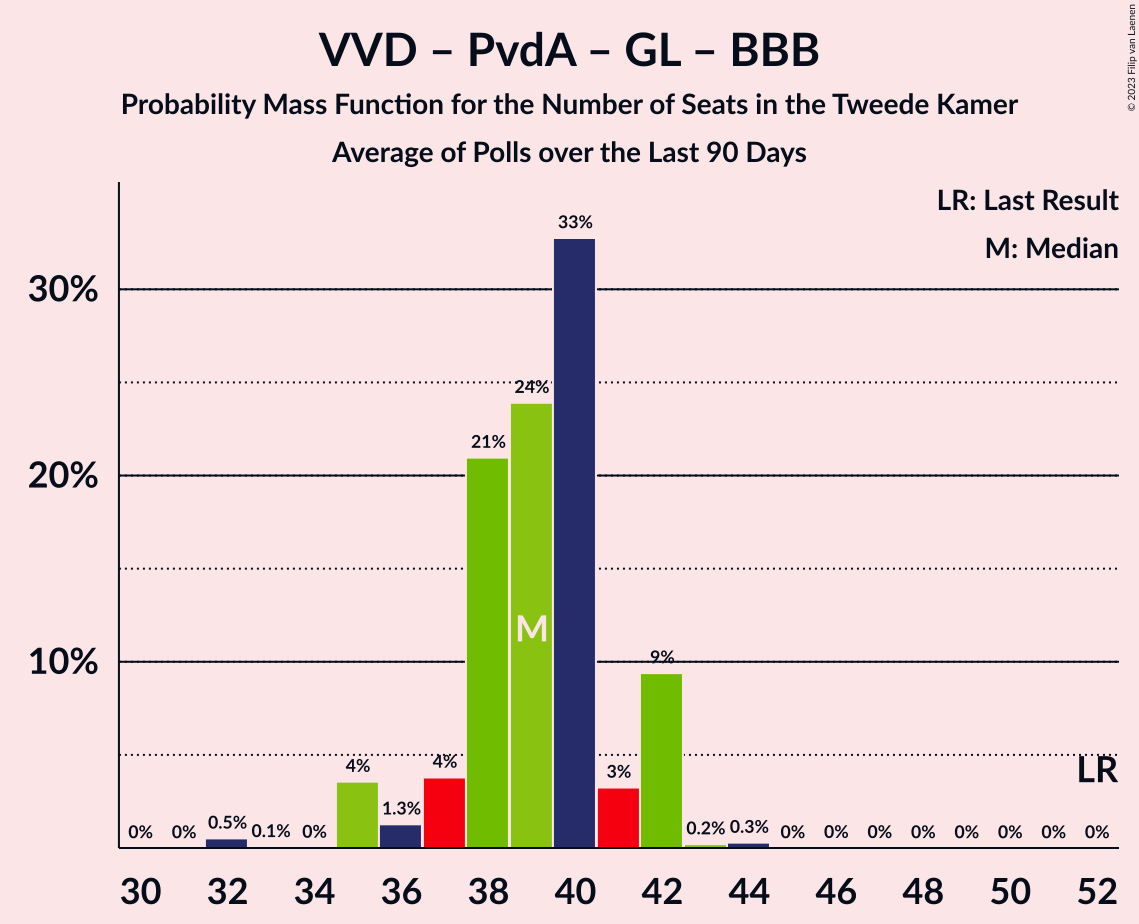 VVD – PvdA – GL – BBB
Probability Mass Function for the Number of Seats in the Tweede Kamer
Average of Polls over the Last 90 Days
© 2023 Filip van Laenen
LR: Last Result
M: Median
30%
20%
10%
0% 0% 0.5% 0.1% 0% 4% 1.3% 4% 21% 24% 33% 3% 9% 0.2% 0.3% 0% 0% 0% 0% 0% 0% 0% 0%
M
LR
30 32 34 36 38 40 42 44 46 48 50 52